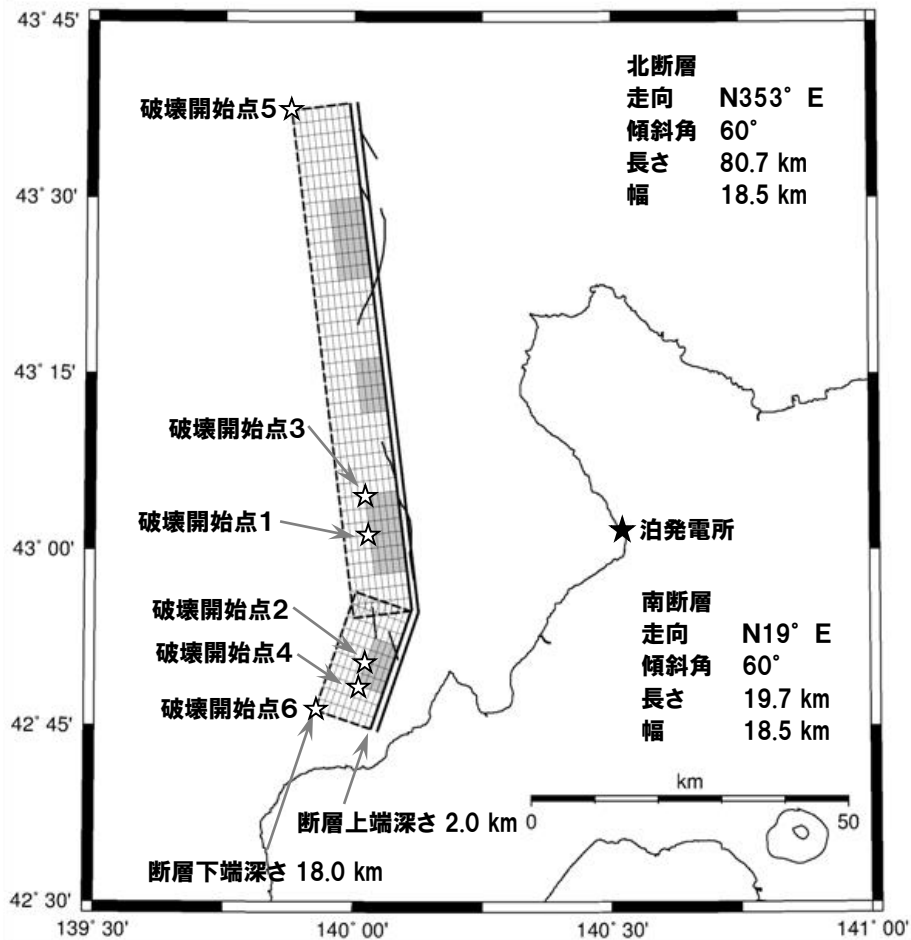 43° 45'
43° 30'
43° 15'
43° 00'
42° 45'
42° 30'
139° 30'
140° 00'
140° 30'
141° 00'
北断層
走向 N353° E
傾斜角 60°
長さ 80.7 km
幅 18.5 km
破壊開始点5
破壊開始点3
破壊開始点1
破壊開始点2
破壊開始点4
破壊開始点6
泊発電所
南断層
走向 N19° E
傾斜角 60°
長さ 19.7 km
幅 18.5 km
km
0
50
断層上端深さ 2.0 km
断層下端深さ 18.0 km